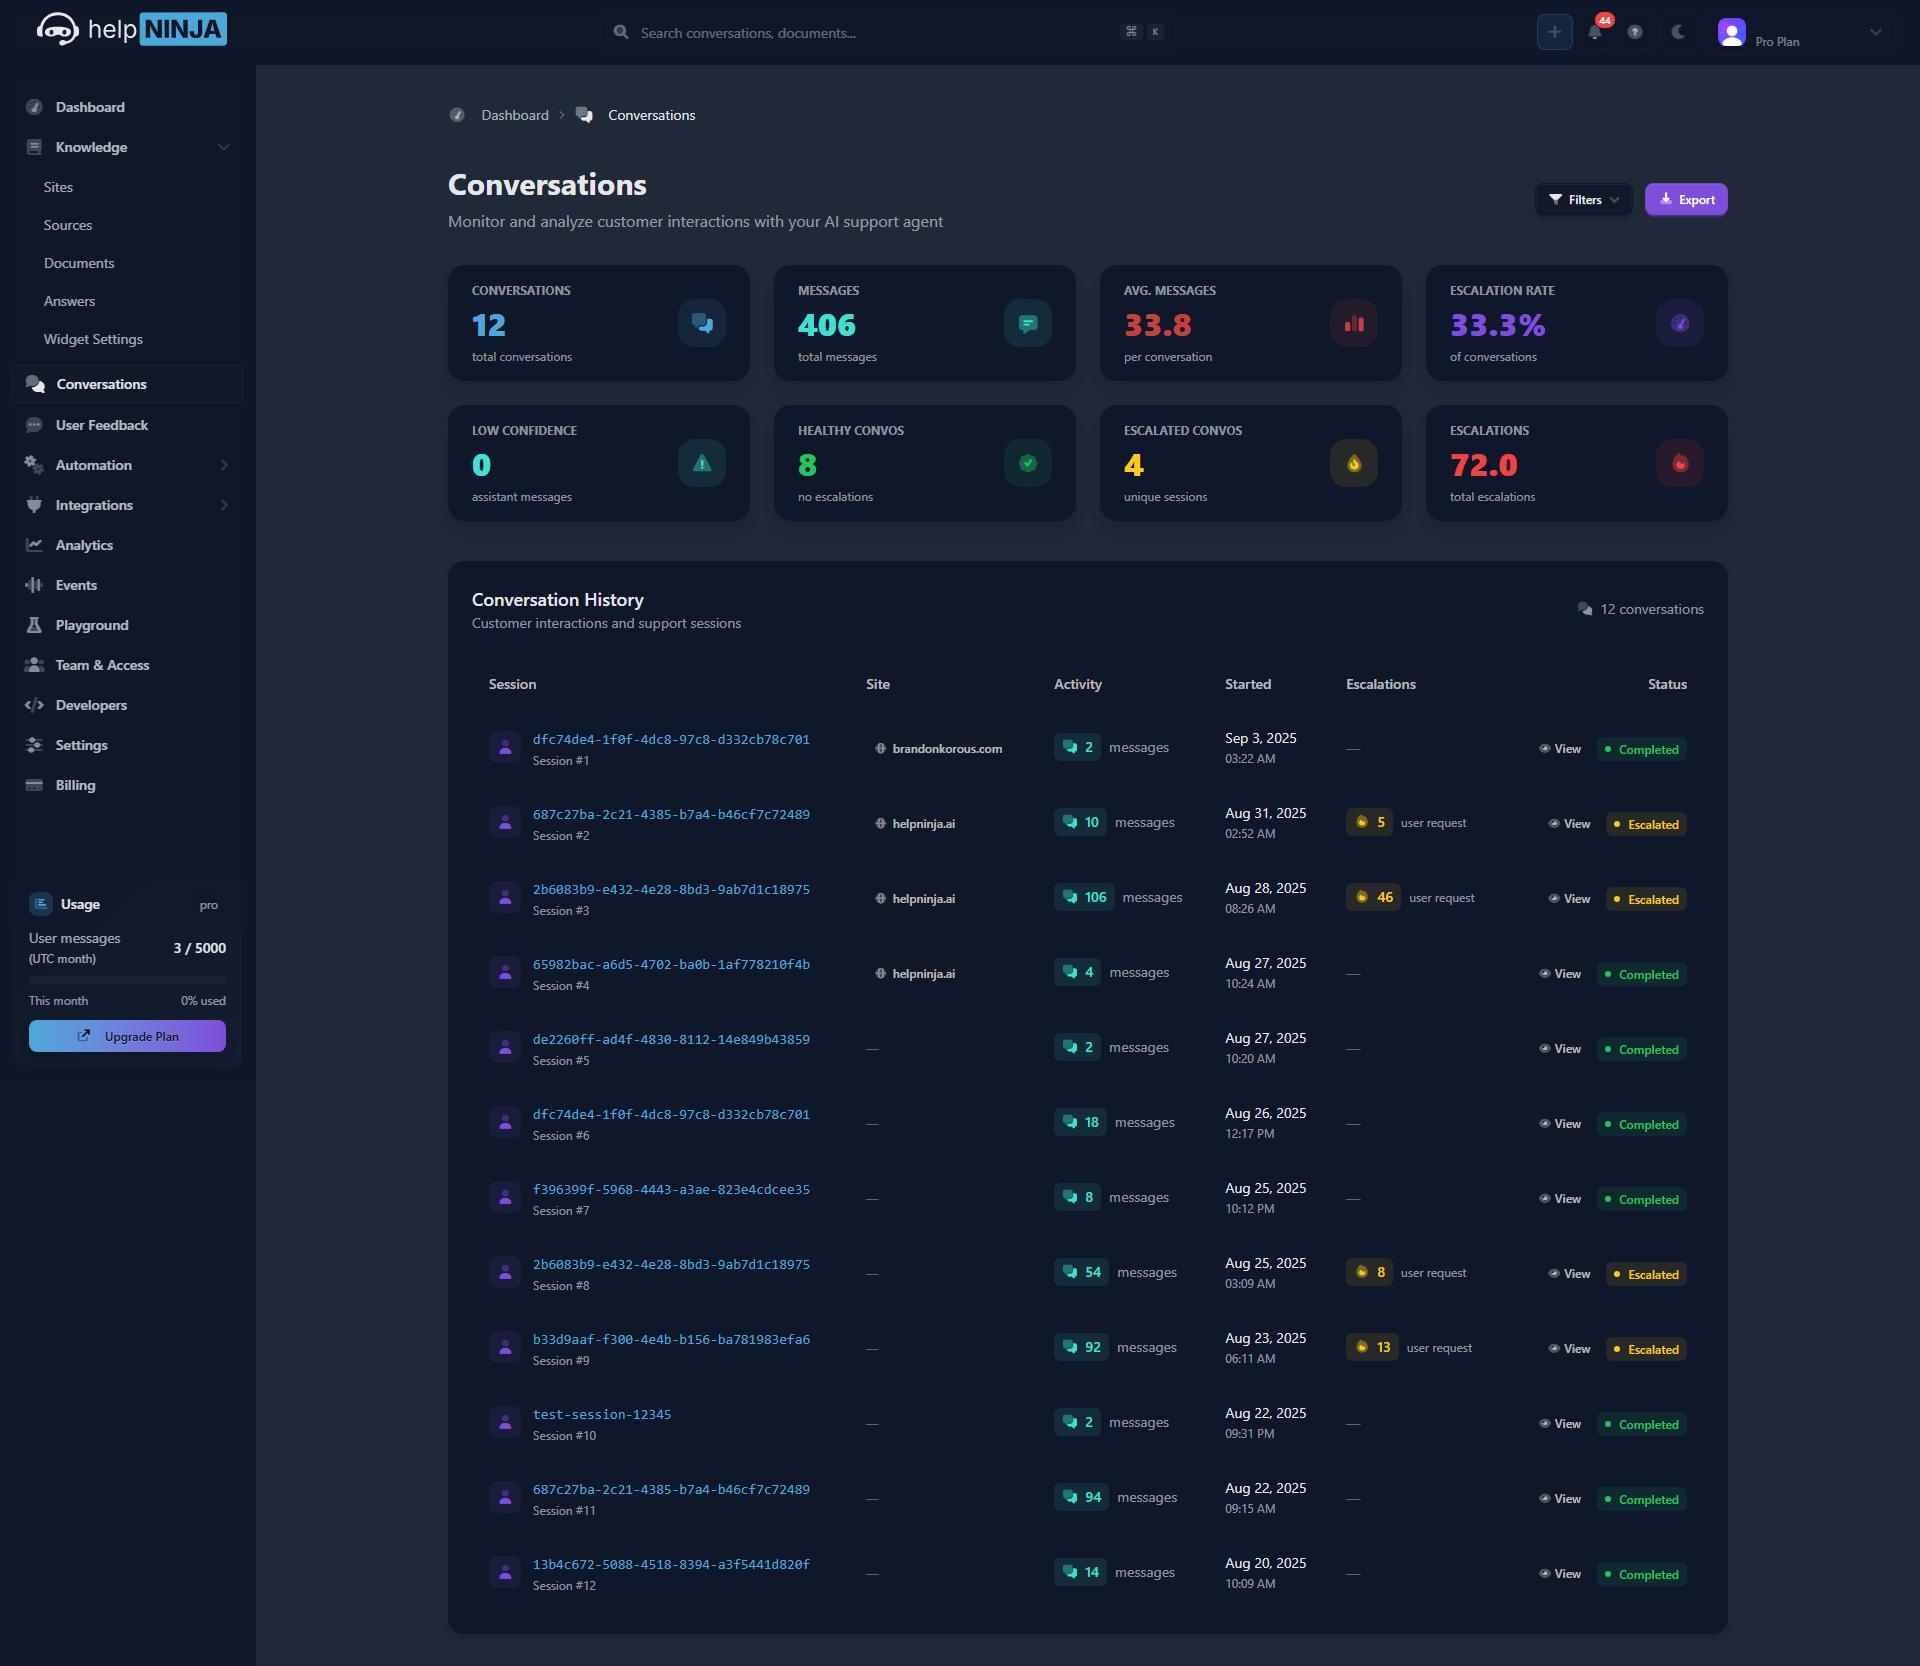 helpNINJA
Search conversations, documents...
⌘ K
44
Pro Plan
Dashboard
Knowledge
Sites
Sources
Documents
Answers
Widget Settings
Conversations
User Feedback
Automation
Integrations
Analytics
Events
Playground
Team & Access
Developers
Settings
Billing
Usage pro
User messages
(UTC month)
3 / 5000
This month 0% used
Upgrade Plan
Dashboard > Conversations
Conversations
Monitor and analyze customer interactions with your AI support agent
Filters
Export
CONVERSATIONS
12
total conversations
MESSAGES
406
total messages
AVG. MESSAGES
33.8
per conversation
ESCALATION RATE
33.3%
of conversations
LOW CONFIDENCE
0
assistant messages
HEALTHY CONVOS
8
no escalations
ESCALATED CONVOS
4
unique sessions
ESCALATIONS
72.0
total escalations
Conversation History
Customer interactions and support sessions
12 conversations
Session Site Activity Started Escalations Status
dfc74de4-1f0f-4dc8-97c8-d332cb78c701
Session #1
brandonkorous.com
2 messages
Sep 3, 2025
03:22 AM
—
View
Completed
687c27ba-2c21-4385-b7a4-b46cf7c72489
Session #2
helpninja.ai
10 messages
Aug 31, 2025
02:52 AM
5 user request
View
Escalated
2b6083b9-e432-4e28-8bd3-9ab7d1c18975
Session #3
helpninja.ai
106 messages
Aug 28, 2025
08:26 AM
46 user request
View
Escalated
65982bac-a6d5-4702-ba0b-1af778210f4b
Session #4
helpninja.ai
4 messages
Aug 27, 2025
10:24 AM
—
View
Completed
de2260ff-ad4f-4830-8112-14e849b43859
Session #5
—
2 messages
Aug 27, 2025
10:20 AM
—
View
Completed
dfc74de4-1f0f-4dc8-97c8-d332cb78c701
Session #6
—
18 messages
Aug 26, 2025
12:17 PM
—
View
Completed
f396399f-5968-4443-a3ae-823e4cdcee35
Session #7
—
8 messages
Aug 25, 2025
10:12 PM
—
View
Completed
2b6083b9-e432-4e28-8bd3-9ab7d1c18975
Session #8
—
54 messages
Aug 25, 2025
03:09 AM
8 user request
View
Escalated
b33d9aaf-f300-4e4b-b156-ba781983efa6
Session #9
—
92 messages
Aug 23, 2025
06:11 AM
13 user request
View
Escalated
test-session-12345
Session #10
—
2 messages
Aug 22, 2025
09:31 PM
—
View
Completed
687c27ba-2c21-4385-b7a4-b46cf7c72489
Session #11
—
94 messages
Aug 22, 2025
09:15 AM
—
View
Completed
13b4c672-5088-4518-8394-a3f5441d820f
Session #12
—
14 messages
Aug 20, 2025
10:09 AM
—
View
Completed